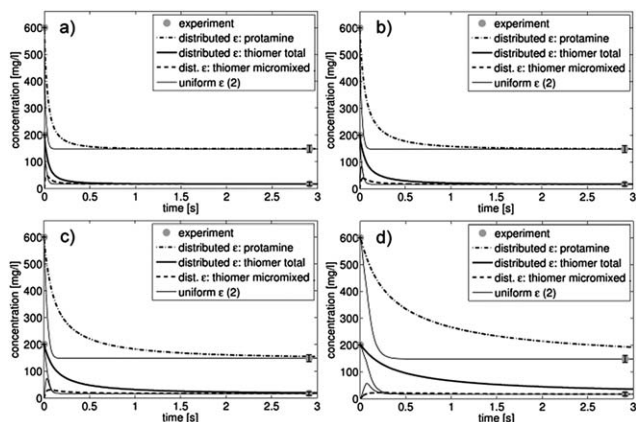 a)
experiment
distributed ε: protamine
distributed ε: thiomer total
dist. ε: thiomer micromixed
uniform ε (2)
concentration [mg/l]
600
500
400
300
200
100
0
0 0.5 1 1.5 2 2.5 3
time [s]
b)
experiment
distributed ε: protamine
distributed ε: thiomer total
dist. ε: thiomer micromixed
uniform ε (2)
concentration [mg/l]
600
500
400
300
200
100
0
0 0.5 1 1.5 2 2.5 3
time [s]
c)
experiment
distributed ε: protamine
distributed ε: thiomer total
dist. ε: thiomer micromixed
uniform ε (2)
concentration [mg/l]
600
500
400
300
200
100
0
0 0.5 1 1.5 2 2.5 3
time [s]
d)
experiment
distributed ε: protamine
distributed ε: thiomer total
dist. ε: thiomer micromixed
uniform ε (2)
concentration [mg/l]
600
500
400
300
200
100
0
0 0.5 1 1.5 2 2.5 3
time [s]